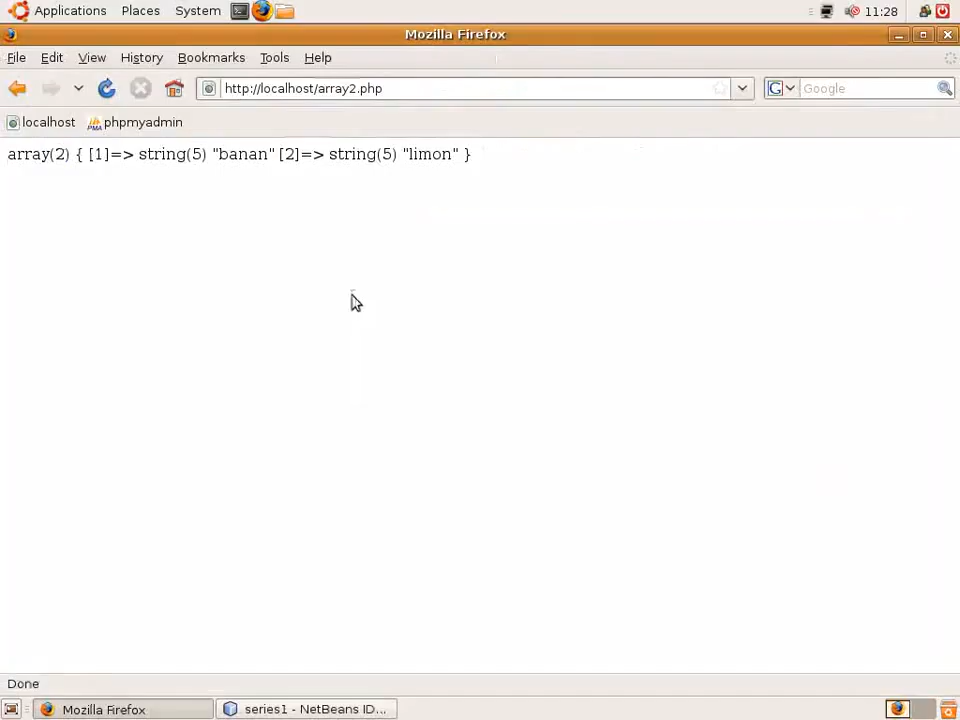 Applications Places System 11:28
Mozilla Firefox
File Edit View History Bookmarks Tools Help
http://localhost/array2.php G Google
localhost PMA phpmyadmin
array(2) { [1]=> string(5) "banan" [2]=> string(5) "limon" }
Done
Mozilla Firefox series1 - NetBeans ID...